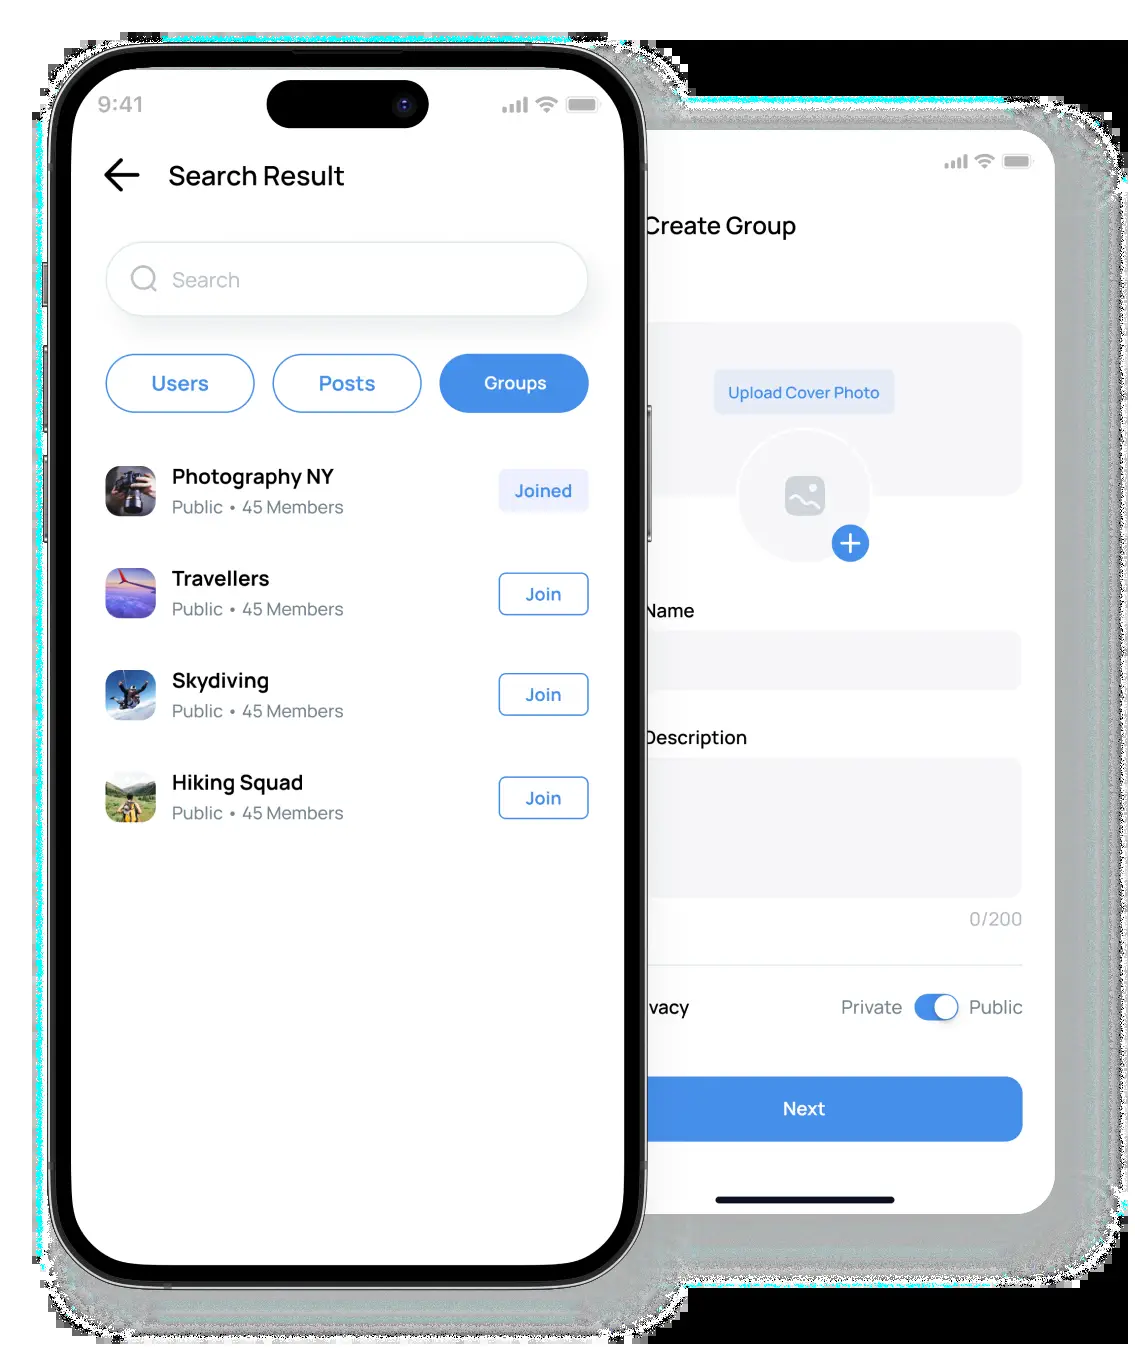 9:41
Search Result
Search
Users
Posts
Groups
Photography NY
Public • 45 Members
Joined
Travellers
Public • 45 Members
Join
Skydiving
Public • 45 Members
Join
Hiking Squad
Public • 45 Members
Join
Create Group
Upload Cover Photo
Name
Description
0/200
vacy
Private
Public
Next